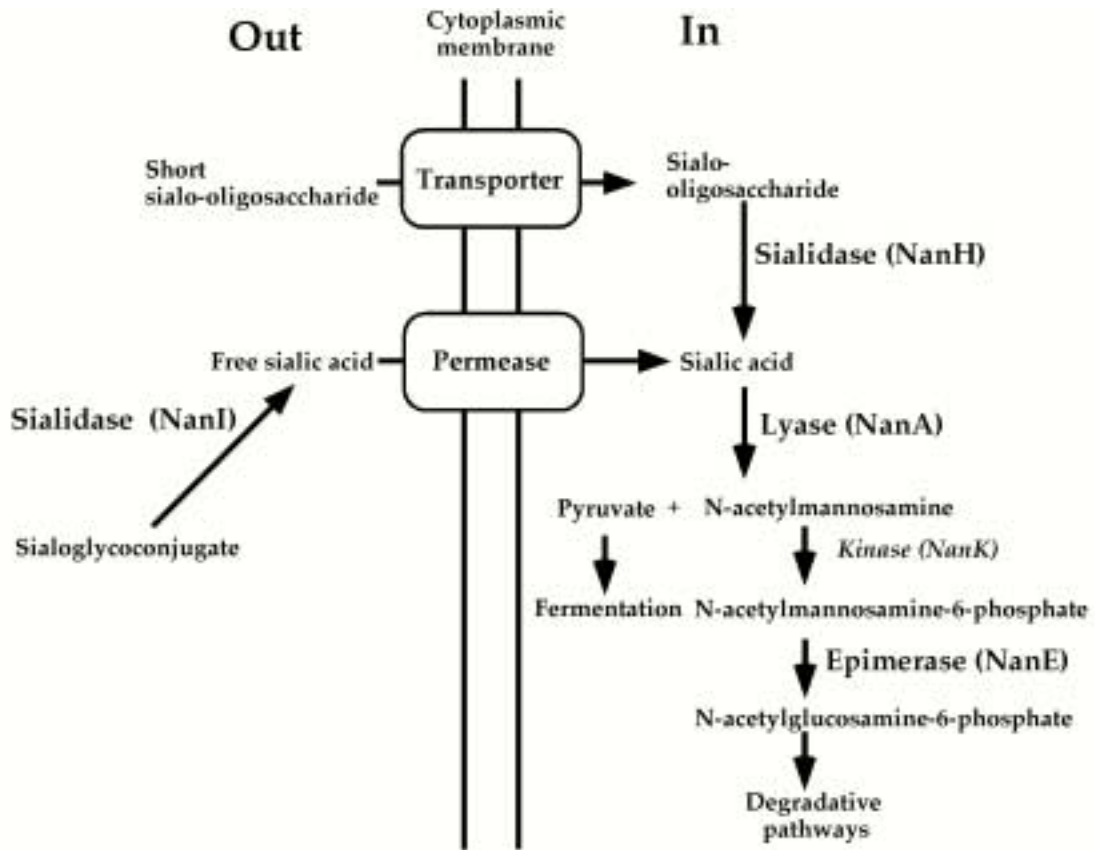 Out
Cytoplasmic
membrane
In
Short
sialo-oligosaccharide
Transporter
Sialo-
oligosaccharide
Sialidase (NanH)
Free sialic acid
Permease
Sialic acid
Sialidase (NanI)
Lyase (NanA)
Sialoglycoconjugate
Pyruvate + N-acetylmannosamine
Kinase (NanK)
Fermentation N-acetylmannosamine-6-phosphate
Epimerase (NanE)
N-acetylglucosamine-6-phosphate
Degradative
pathways